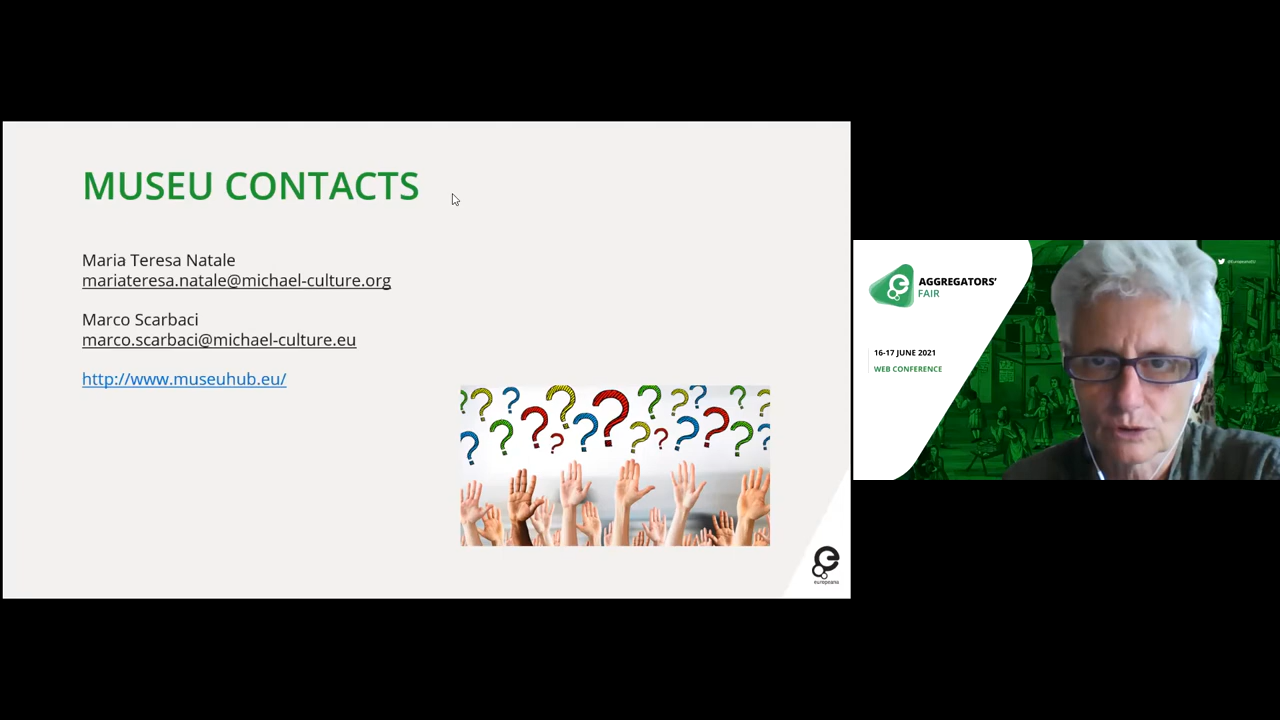 MUSEU CONTACTS
Maria Teresa Natale
mariateresa.natale@michael-culture.org
Marco Scarbaci
marco.scarbaci@michael-culture.eu
http://www.museuhub.eu/
europeana
AGGREGATORS'
FAIR
16-17 JUNE 2021
WEB CONFERENCE
@EuropeanaEU